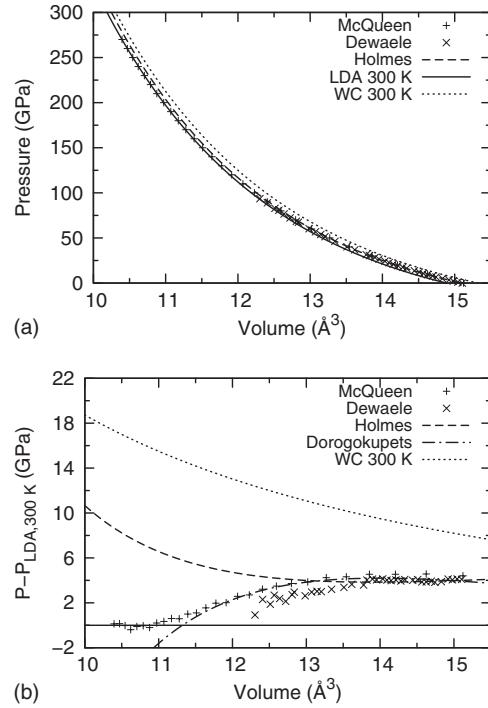 300
250
200
150
100
50
0
Pressure (GPa)
McQueen
Dewaele
Holmes
LDA 300 K
WC 300 K
10 11 12 13 14 15
Volume (Å³)
(a)
22
18
14
10
6
2
−2
P−P_LDA,300 K (GPa)
McQueen
Dewaele
Holmes
Dorogokupets
WC 300 K
10 11 12 13 14 15
Volume (Å³)
(b)